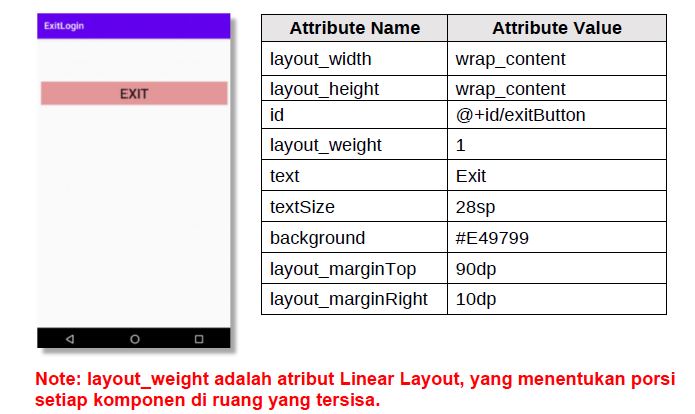 ExitLogin
EXIT
Attribute Name Attribute Value
layout_width wrap_content
layout_height wrap_content
id @+id/exitButton
layout_weight 1
text Exit
textSize 28sp
background #E49799
layout_marginTop 90dp
layout_marginRight 10dp
Note: layout_weight adalah atribut Linear Layout, yang menentukan porsi
setiap komponen di ruang yang tersisa.